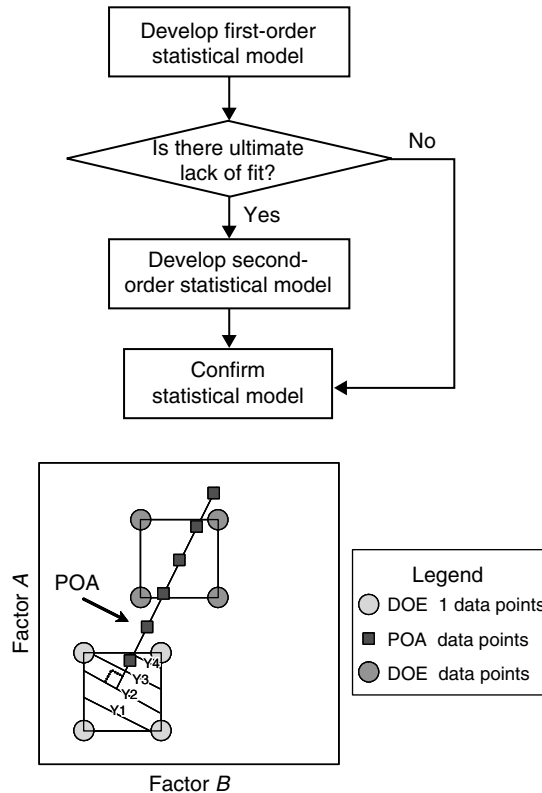 Develop first-order
statistical model
Is there ultimate
lack of fit?
No
Yes
Develop second-
order statistical model
Confirm
statistical model
Factor A
POA
Y4
Y3
Y2
Y1
Factor B
Legend
DOE 1 data points
POA data points
DOE data points